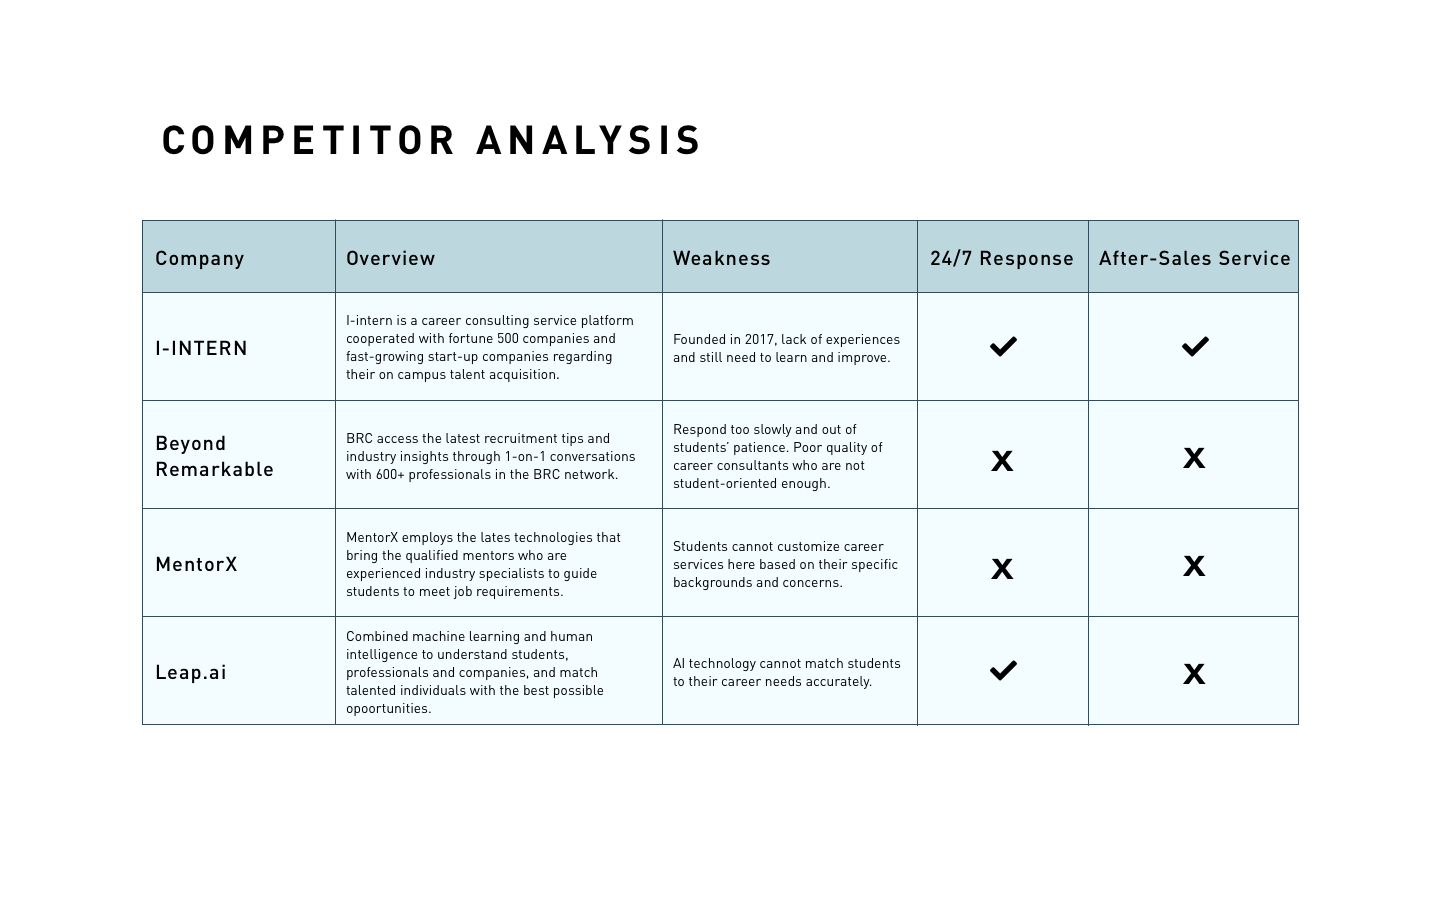 COMPETITOR ANALYSIS
Company
Overview
Weakness
24/7 Response
After-Sales Service
I-INTERN
I-intern is a career consulting service platform
cooperated with fortune 500 companies and
fast-growing start-up companies regarding
their on campus talent acquisition.
Founded in 2017, lack of experiences
and still need to learn and improve.
✔
✔
Beyond
Remarkable
BRC access the latest recruitment tips and
industry insights through 1-on-1 conversations
with 600+ professionals in the BRC network.
Respond too slowly and out of
students’ patience. Poor quality of
career consultants who are not
student-oriented enough.
X
X
MentorX
MentorX employs the lates technologies that
bring the qualified mentors who are
experienced industry specialists to guide
students to meet job requirements.
Students cannot customize career
services here based on their specific
backgrounds and concerns.
X
X
Leap.ai
Combined machine learning and human
intelligence to understand students,
professionals and companies, and match
talented individuals with the best possible
opoortunities.
AI technology cannot match students
to their career needs accurately.
✔
X